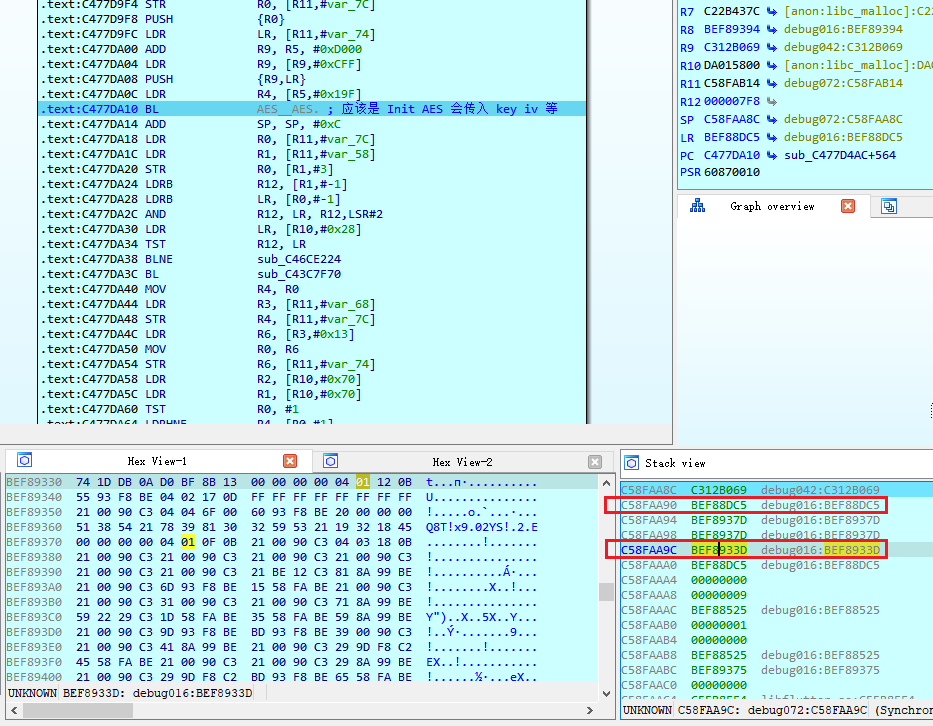 .text:C477D9F4 STR R0, [R11,#var_7C]
.text:C477D9F8 PUSH {R0}
.text:C477D9FC LDR LR, [R11,#var_74]
.text:C477DA00 ADD R9, R5, #0xD000
.text:C477DA04 LDR R9, [R9,#0xCFF]
.text:C477DA08 PUSH {R9,LR}
.text:C477DA0C LDR R4, [R5,#0x19F]
.text:C477DA10 BL AES__AES. ; 应该是 Init AES 会传入 key iv 等
.text:C477DA14 ADD SP, SP, #0xC
.text:C477DA18 LDR R0, [R11,#var_7C]
.text:C477DA1C LDR R1, [R11,#var_58]
.text:C477DA20 STR R0, [R1,#3]
.text:C477DA24 LDRB R12, [R1,#-1]
.text:C477DA28 LDRB LR, [R0,#-1]
.text:C477DA2C AND R12, LR, R12,LSR#2
.text:C477DA30 LDR LR, [R10,#0x28]
.text:C477DA34 TST R12, LR
.text:C477DA38 BLNE sub_C46CE224
.text:C477DA3C BL sub_C43C7F70
.text:C477DA40 MOV R4, R0
.text:C477DA44 LDR R3, [R11,#var_68]
.text:C477DA48 STR R4, [R11,#var_7C]
.text:C477DA4C LDR R6, [R3,#0x13]
.text:C477DA50 MOV R0, R6
.text:C477DA54 STR R6, [R11,#var_74]
.text:C477DA58 LDR R2, [R10,#0x70]
.text:C477DA5C LDR R1, [R10,#0x70]
.text:C477DA60 TST R0, #1
R7 C22B437C [anon:libc_malloc]:C22
R8 BEF89394 debug016:BEF89394
R9 C312B069 debug042:C312B069
R10 DA015800 [anon:libc_malloc]:DA0
R11 C58FAB14 debug072:C58FAB14
R12 000007F8
SP C58FAA8C debug072:C58FAA8C
LR BEF88DC5 debug016:BEF88DC5
PC C477DA10 sub_C477D4AC+564
PSR 60870010
Graph overview
Hex View-1
Hex View-2
BEF89330 74 1D DB 0A D0 BF 8B 13 00 00 00 00 04 01 12 0B
BEF89340 55 93 F8 BE 04 02 17 0D FF FF FF FF FF FF FF FF
BEF89350 21 00 90 C3 04 04 6F 00 60 93 F8 BE 20 00 00 00
BEF89360 51 38 54 21 78 39 81 30 32 59 53 21 19 32 18 45
BEF89370 00 00 00 00 04 01 0F 0B 21 00 90 C3 04 03 18 0B
BEF89380 21 00 90 C3 21 00 90 C3 21 00 90 C3 21 00 90 C3
BEF89390 21 00 90 C3 21 00 90 C3 21 BE 12 C3 81 8A 99 BE
BEF893A0 21 00 90 C3 6D 93 F8 BE 15 58 FA BE 21 00 90 C3
BEF893B0 21 00 90 C3 31 00 90 C3 21 00 90 C3 71 8A 99 BE
BEF893C0 59 22 29 C3 1D 58 FA BE 35 58 FA BE 59 8A 99 BE
BEF893D0 21 00 90 C3 9D 93 F8 BE BD 93 F8 BE 39 00 90 C3
BEF893E0 21 00 90 C3 41 8A 99 BE 21 00 90 C3 29 9D F8 C2
BEF893F0 45 58 FA BE 21 00 90 C3 21 00 90 C3 29 8A 99 BE
BEF89400 21 00 90 C3 29 9D F8 C2 BD 93 F8 BE 65 58 FA BE
UNKNOWN BEF8933D: debug016:BEF8933D
Stack view
C58FAA8C C312B069 debug042:C312B069
C58FAA90 BEF88DC5 debug016:BEF88DC5
C58FAA94 BEF8937D debug016:BEF8937D
C58FAA98 BEF8937D debug016:BEF8937D
C58FAA9C BEF8933D debug016:BEF8933D
C58FAAA0 BEF88DC5 debug016:BEF88DC5
C58FAAA4 00000000
C58FAAA8 00000009
C58FAAAC BEF88525 debug016:BEF88525
C58FAAB0 00000001
C58FAAB4 00000000
C58FAAB8 BEF88525 debug016:BEF88525
C58FAABC BEF89375 debug016:BEF89375
C58FAAC0 00000000
UNKNOWN C58FAA9C: debug072:C58FAA9C (Synchron